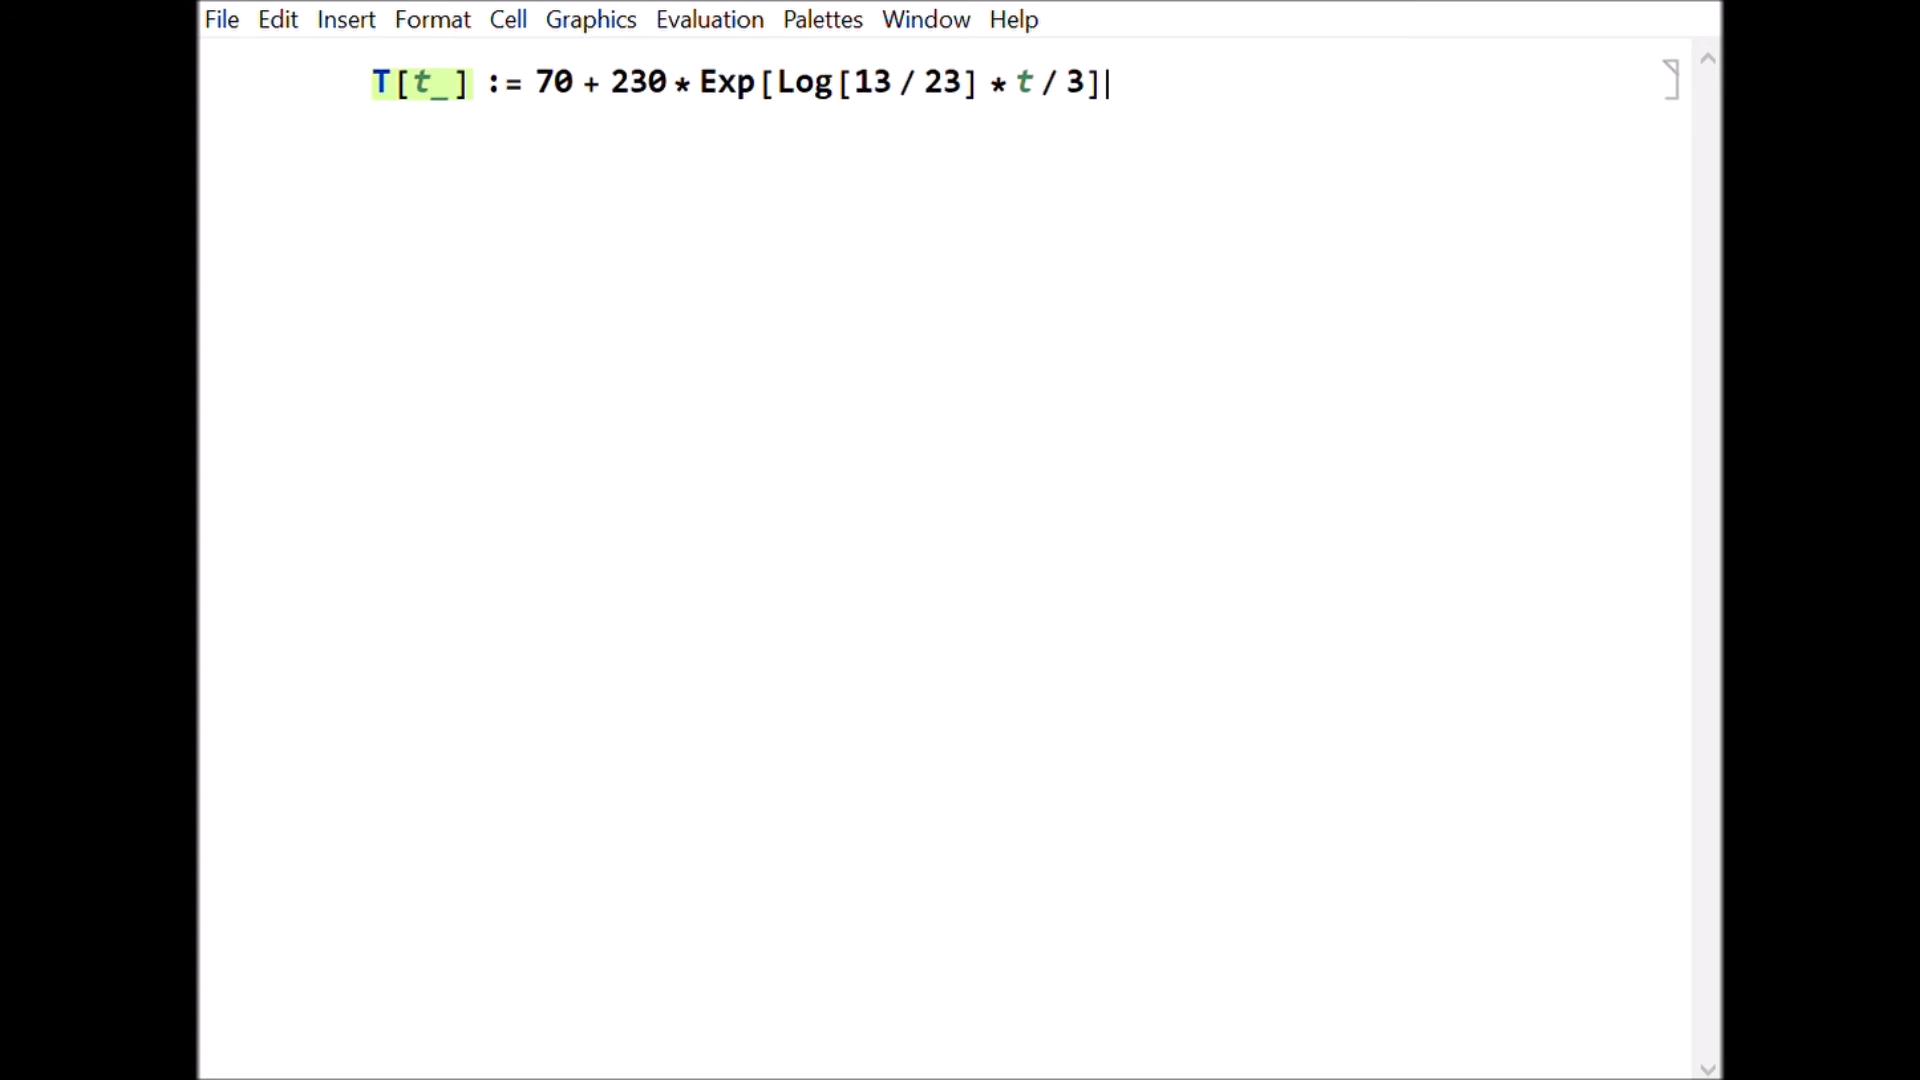 File Edit Insert Format Cell Graphics Evaluation Palettes Window Help
T[t_] := 70 + 230 * Exp[Log[13 / 23] * t / 3]